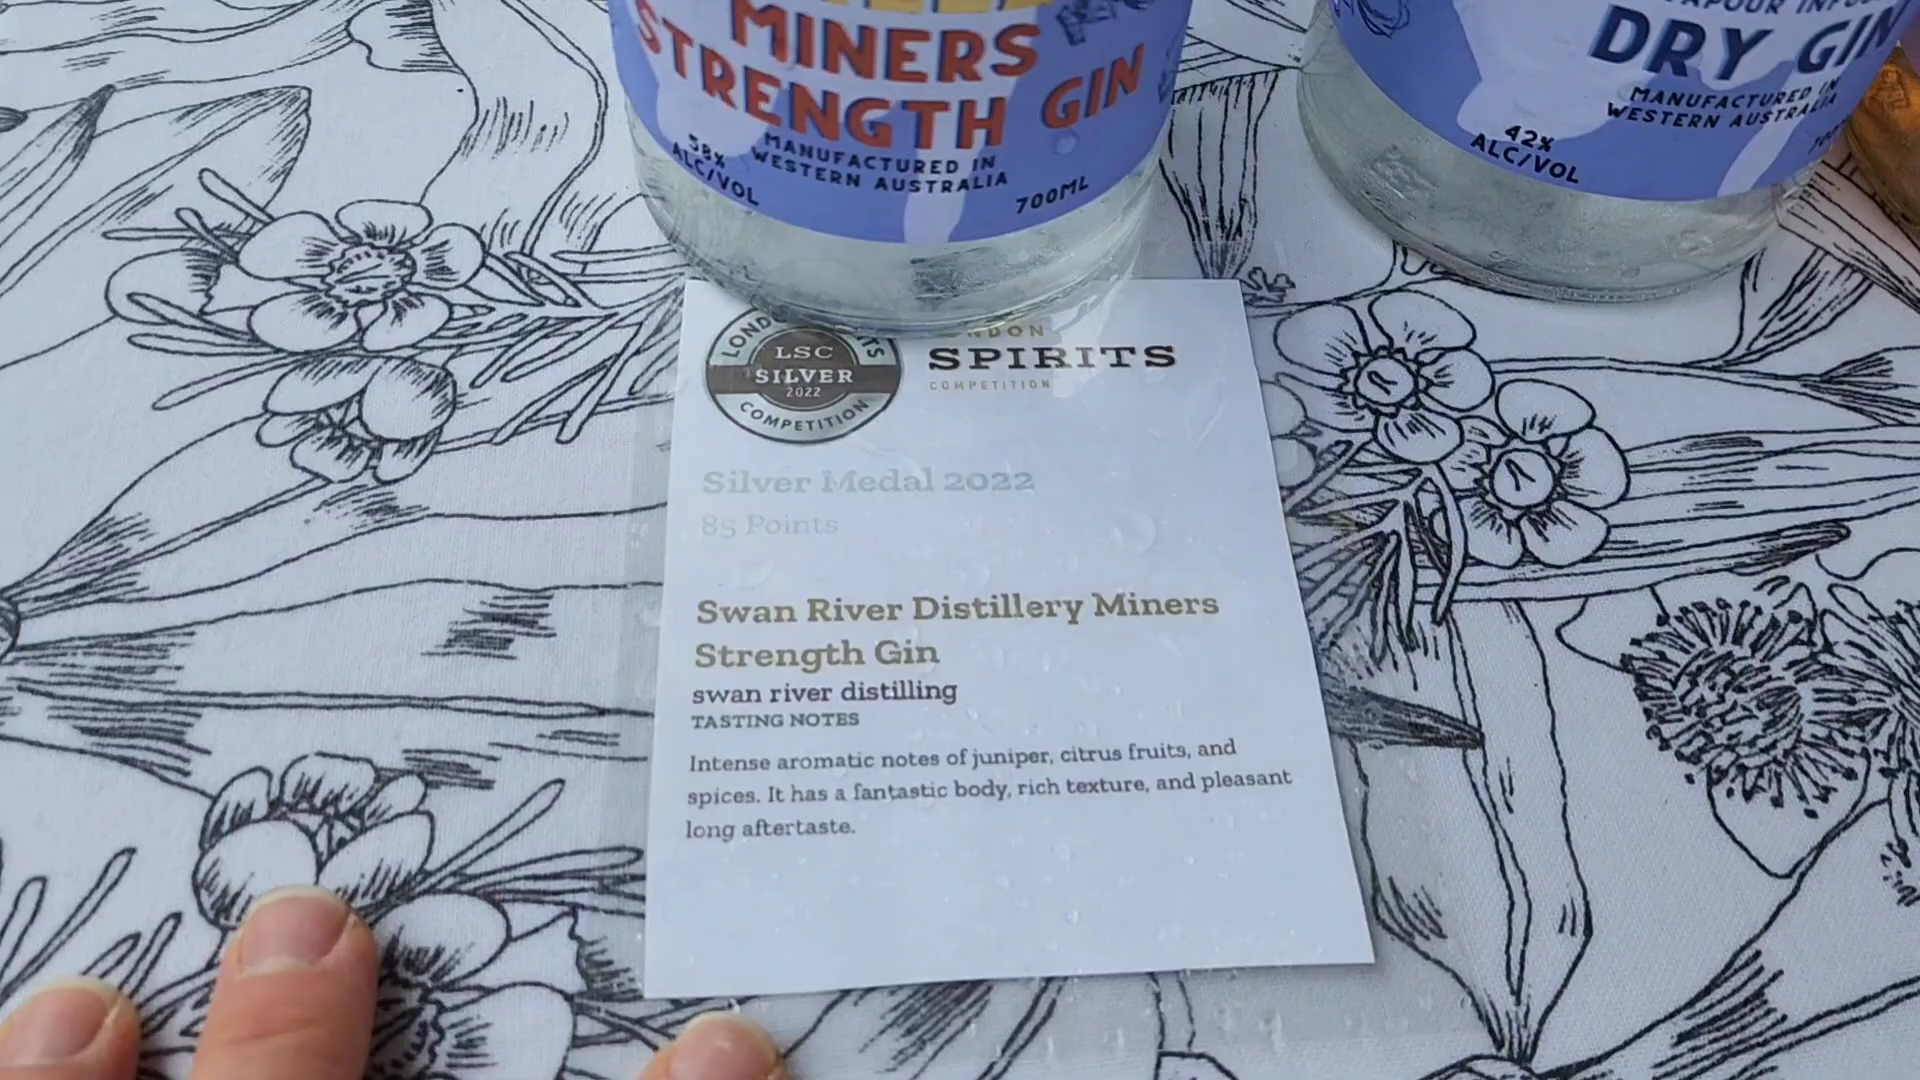 MINERS
STRENGTH GIN
58%
ALC/VOL
MANUFACTURED IN
WESTERN AUSTRALIA
700ML
DRY GIN
MANUFACTURED IN
WESTERN AUSTRALIA
42%
ALC/VOL
LSC
SILVER
2022
COMPETITION
SPIRITS
COMPETITION
Silver Medal 2022
85 Points
Swan River Distillery Miners
Strength Gin
swan river distilling
TASTING NOTES
Intense aromatic notes of juniper, citrus fruits, and
spices. It has a fantastic body, rich texture, and pleasant
long aftertaste.